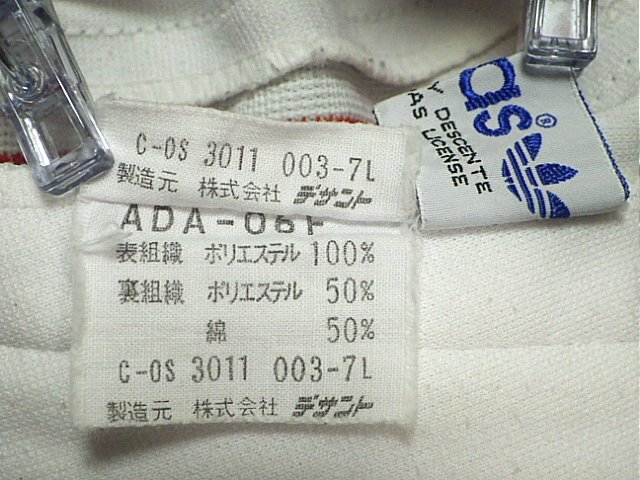 C-OS 3011 003-7L
製造元 株式会社 デサント
ADA-06F
表組織 ポリエステル 100%
裏組織 ポリエステル 50%
綿 50%
C-OS 3011 003-7L
製造元 株式会社 デサント
as®
Y DESCENTE
DAS LICENSE